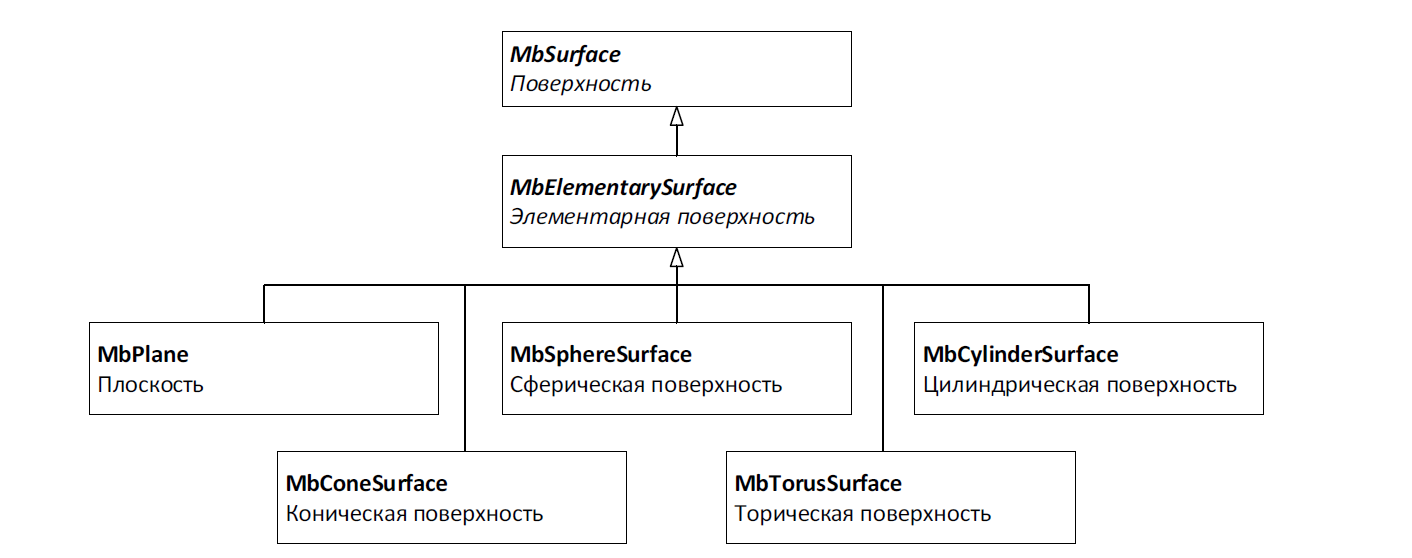 MbSurface
Поверхность
MbElementarySurface
Элементарная поверхность
MbPlane
Плоскость
MbSphereSurface
Сферическая поверхность
MbCylinderSurface
Цилиндрическая поверхность
MbConeSurface
Коническая поверхность
MbTorusSurface
Торическая поверхность